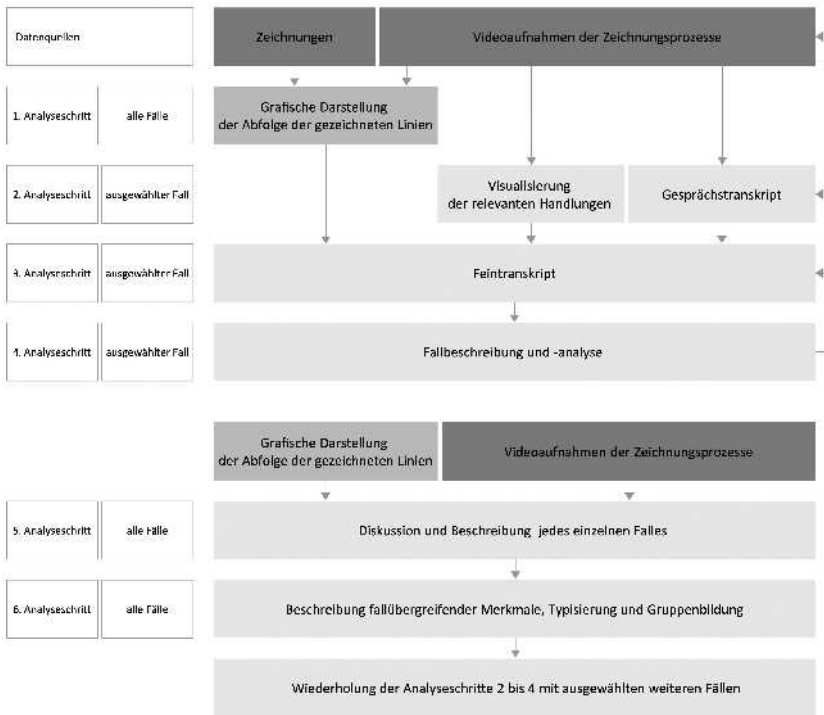 Datenquellen
Zeichnungen
Videoaufnahmen der Zeichnungsprozesse
1. Analyseschritt
alle Fälle
Grafische Darstellung
der Abfolge der gezeichneten Linien
2. Analyseschritt
ausgewählter Fall
Visualisierung
der relevanten Handlungen
Gesprächstranskript
3. Analyseschritt
ausgewählter Fall
Feintranskript
4. Analyseschritt
ausgewählter Fall
Fallbeschreibung und -analyse
Grafische Darstellung
der Abfolge der gezeichneten Linien
Videoaufnahmen der Zeichnungsprozesse
5. Analyseschritt
alle Fälle
Diskussion und Beschreibung jedes einzelnen Falles
6. Analyseschritt
alle Fälle
Beschreibung fallübergreifender Merkmale, Typisierung und Gruppenbildung
Wiederholung der Analyseschritte 2 bis 4 mit ausgewählten weiteren Fällen